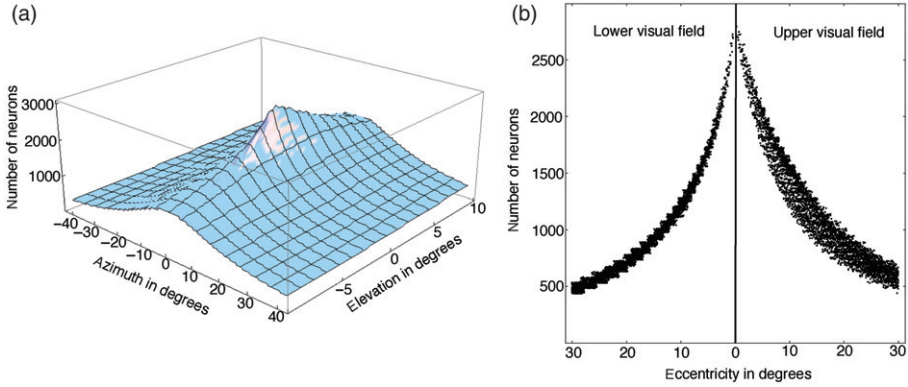 (a)
Number of neurons
3000
2000
1000
−40
−30
−20
−10
0
10
20
30
40
Azimuth in degrees
−5
0
5
10
Elevation in degrees
(b)
Lower visual field
Upper visual field
Number of neurons
2500
2000
1500
1000
500
30 20 10 0 10 20 30
Eccentricity in degrees